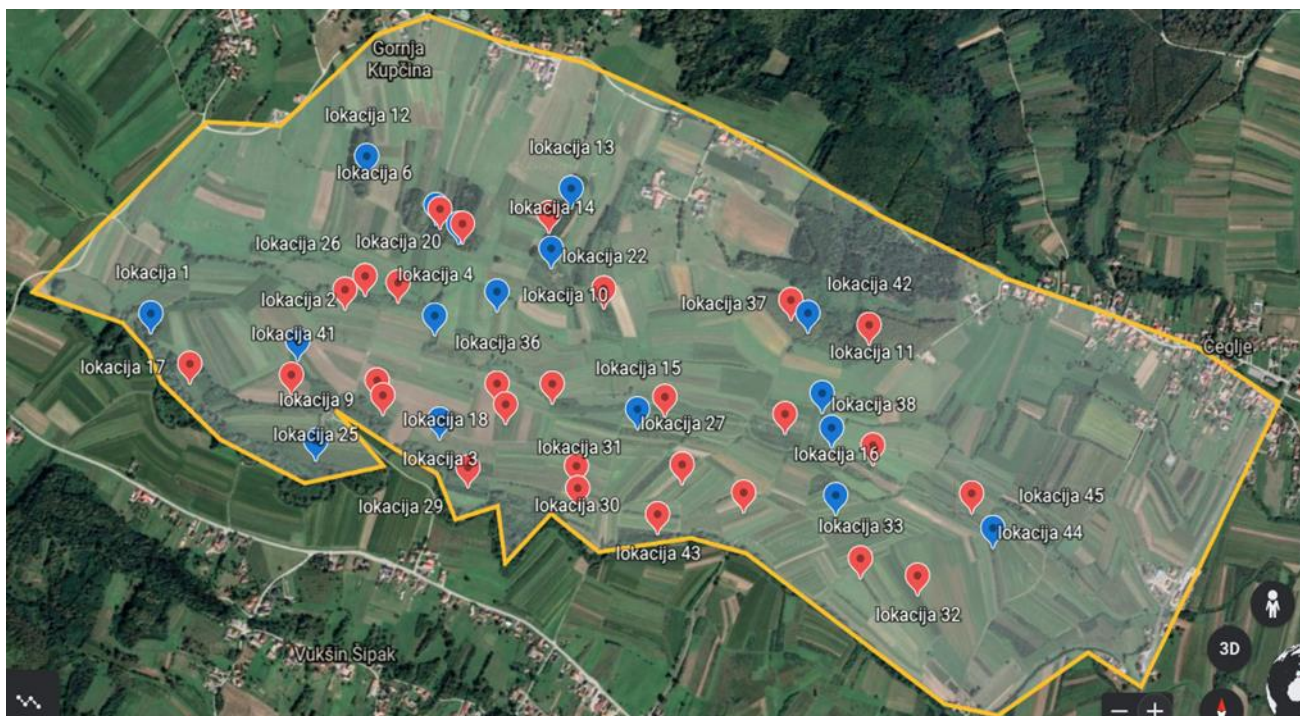 Gornja
Kupčina
lokacija 12
lokacija 13
lokacija 6
lokacija 14
lokacija 26
lokacija 20
lokacija 22
lokacija 1
lokacija 4
lokacija 42
lokacija 2
lokacija 10
lokacija 37
lokacija 41
lokacija 36
lokacija 11
Čeglje
lokacija 17
lokacija 15
lokacija 9
lokacija 38
lokacija 18
lokacija 27
lokacija 25
lokacija 31
lokacija 16
lokacija 3
lokacija 45
lokacija 29
lokacija 30
lokacija 33
lokacija 44
lokacija 43
lokacija 32
Vukšin Šipak
3D